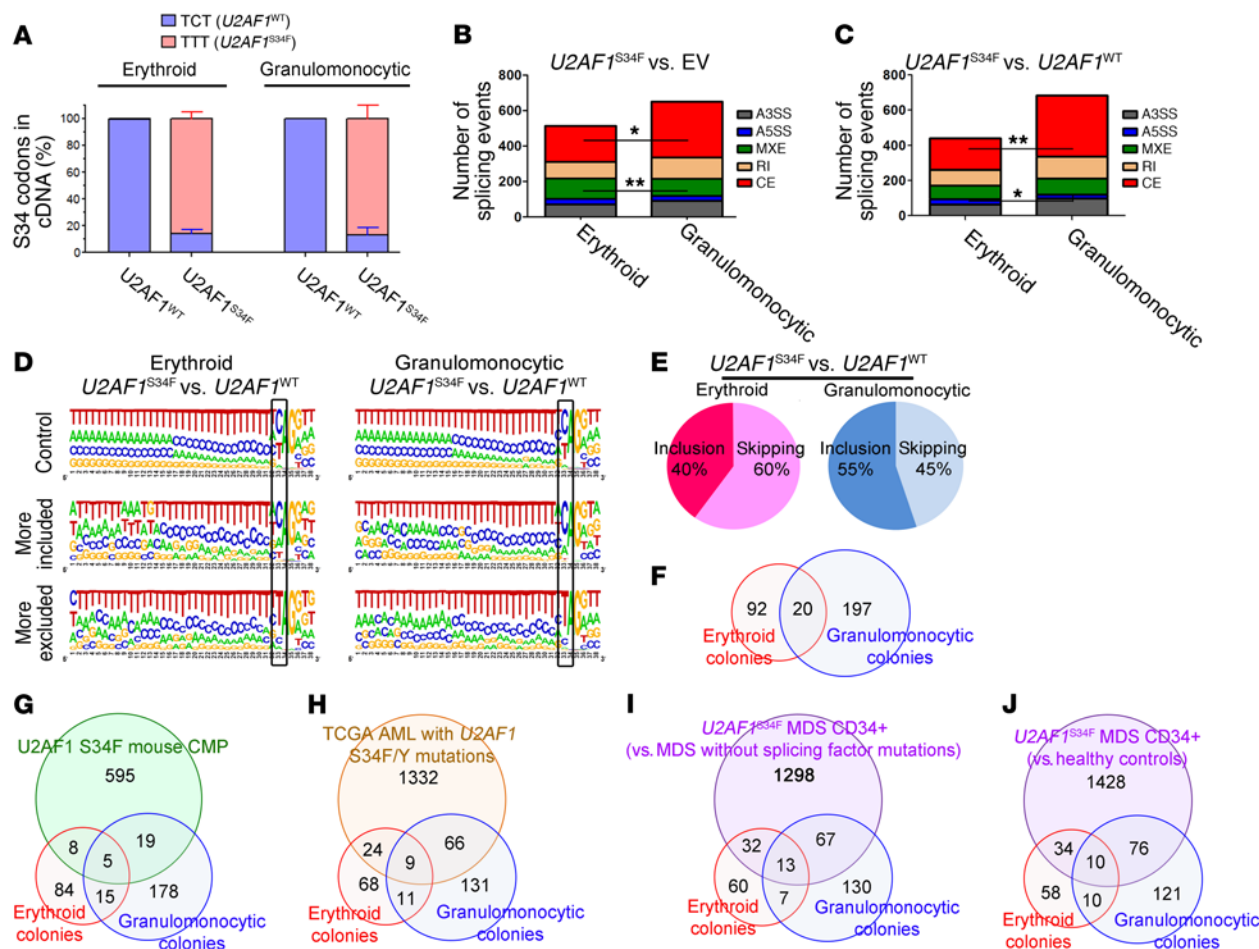 A
TCT (U2AF1WT)
TTT (U2AF1S34F)
Erythroid
Granulomonocytic
S34 codons in
cDNA (%)
100
80
60
40
20
0
U2AF1WT
U2AF1S34F
U2AF1WT
U2AF1S34F
B
U2AF1S34F vs. EV
Number of
splicing events
800
600
400
200
0
*
**
A3SS
A5SS
MXE
RI
CE
Erythroid
Granulomonocytic
C
U2AF1S34F vs. U2AF1WT
Number of
splicing events
800
600
400
200
0
**
*
A3SS
A5SS
MXE
RI
CE
Erythroid
Granulomonocytic
D
Erythroid
U2AF1S34F vs. U2AF1WT
Granulomonocytic
U2AF1S34F vs. U2AF1WT
Control
More
included
More
excluded
E
U2AF1S34F vs. U2AF1WT
Erythroid
Granulomonocytic
Inclusion
40%
Skipping
60%
Inclusion
55%
Skipping
45%
F
92
20
197
Erythroid
colonies
Granulomonocytic
colonies
G
U2AF1 S34F mouse CMP
595
8
19
5
84
15
178
Erythroid
colonies
Granulomonocytic
colonies
H
TCGA AML with U2AF1
S34F/Y mutations
1332
24
66
9
68
11
131
Erythroid
colonies
Granulomonocytic
colonies
I
U2AF1S34F MDS CD34+
(vs. MDS without splicing factor mutations)
1298
32
67
13
60
7
130
Erythroid
colonies
Granulomonocytic
colonies
J
U2AF1S34F MDS CD34+
(vs. healthy controls)
1428
34
76
10
58
10
121
Erythroid
colonies
Granulomonocytic
colonies